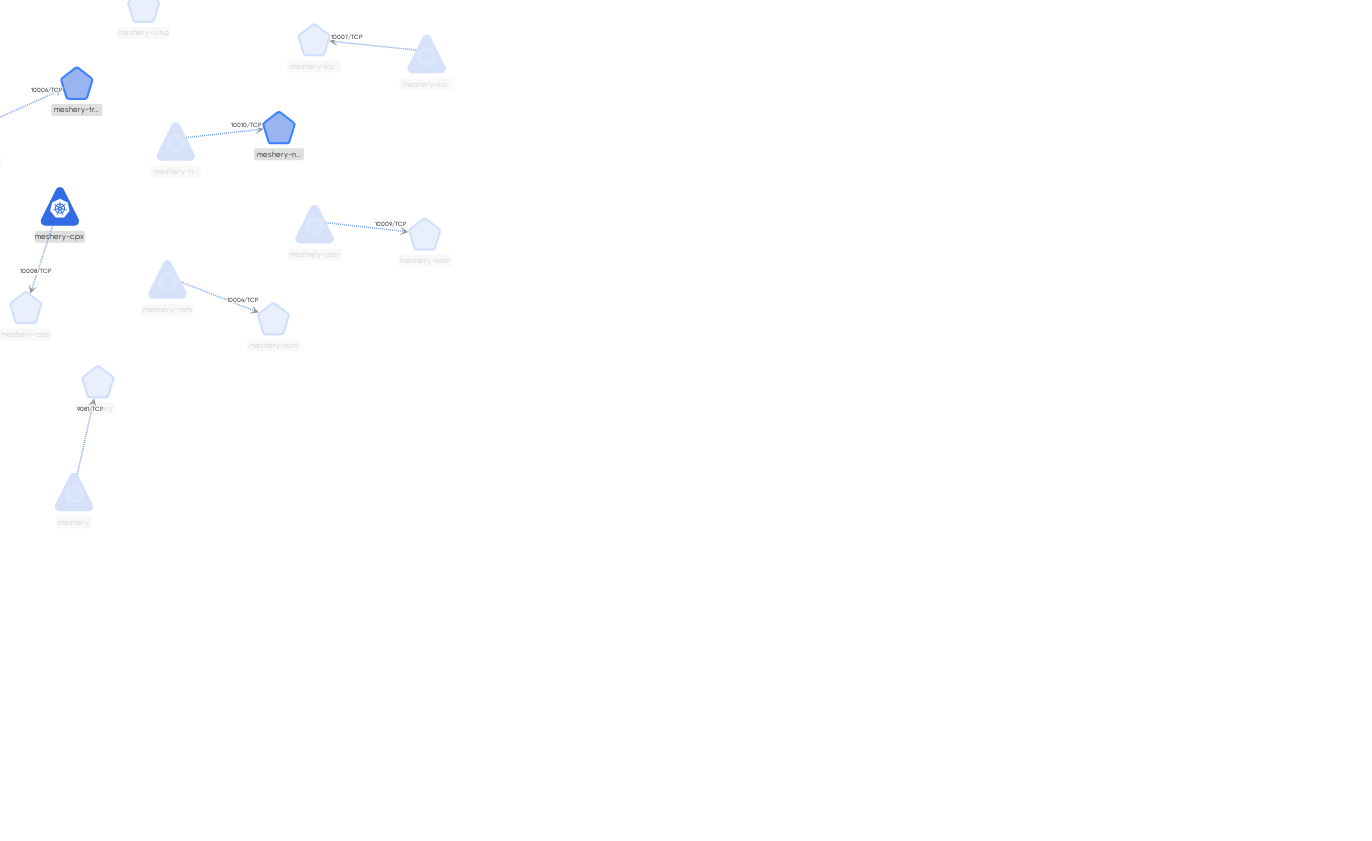 meshery-istio
10007/TCP
meshery-ku...
meshery-ku...
10006/TCP
meshery-tr...
10010/TCP
meshery-n...
meshery-n...
meshery-cpx
10009/TCP
meshery-osm
meshery-osm
10008/TCP
meshery-cpx
10004/TCP
meshery-nsm
meshery-nsm
9081/TCP
meshery